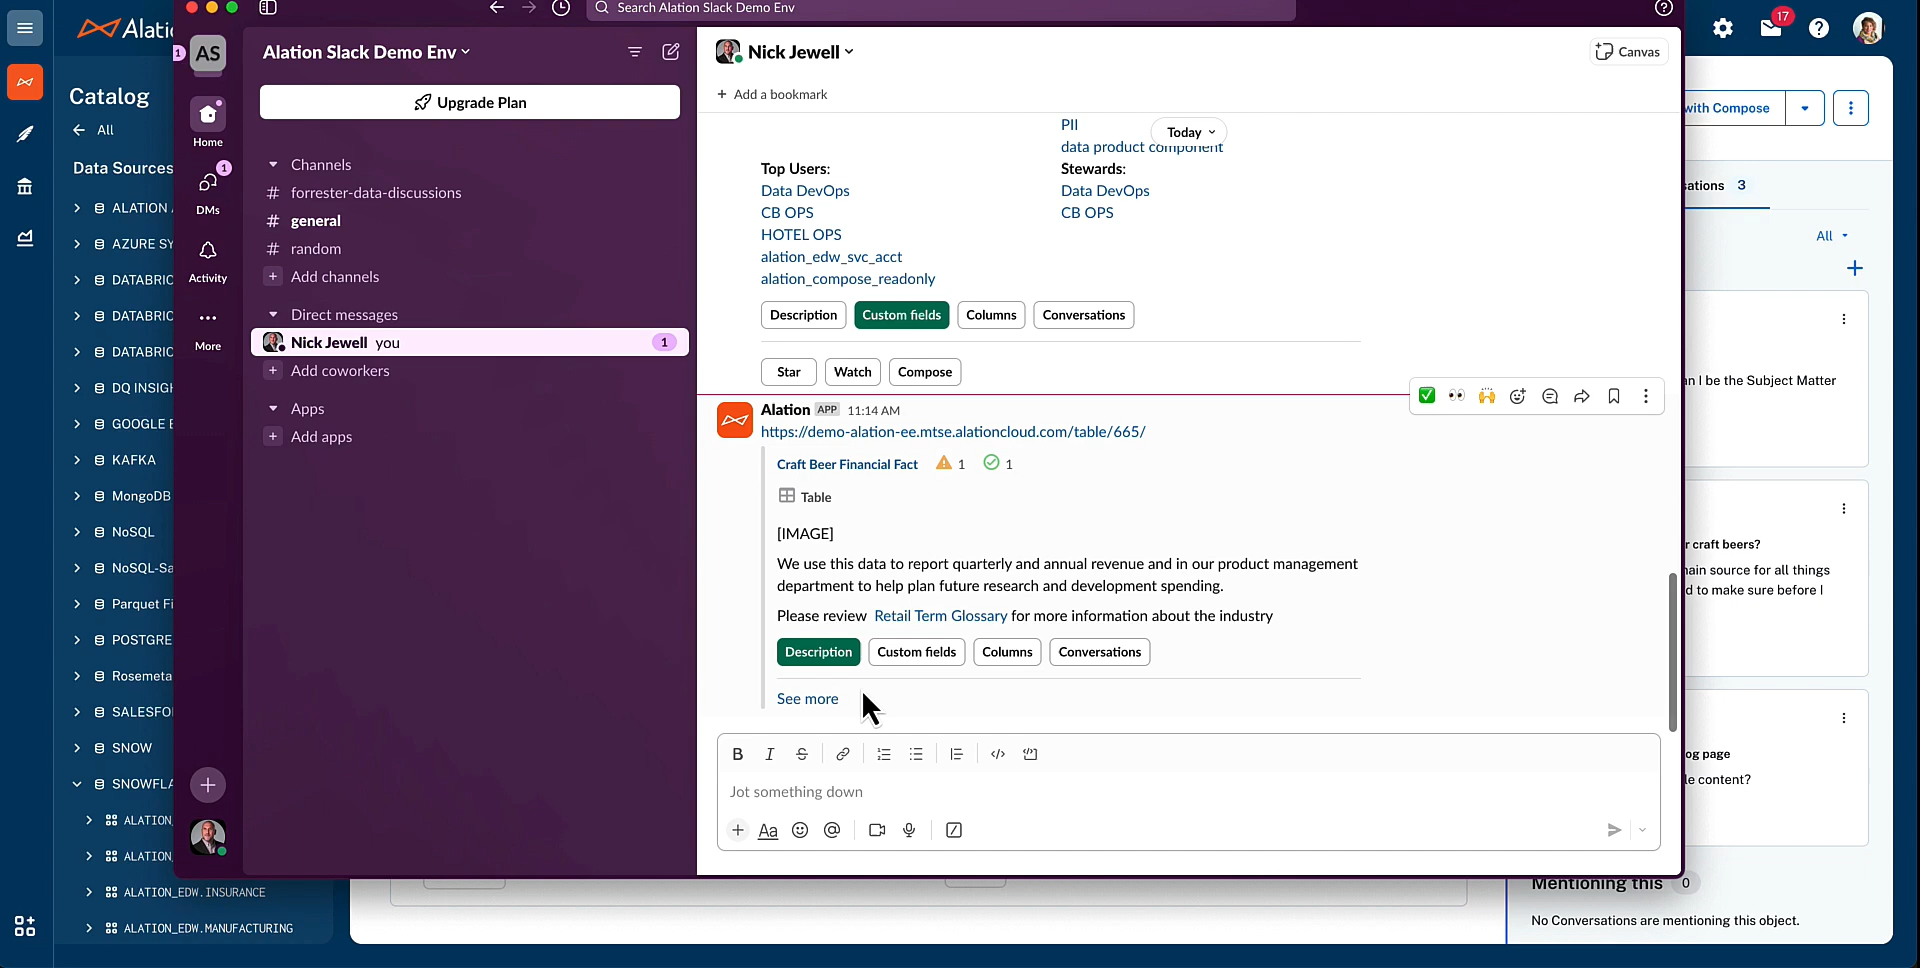 Search Alation Slack Demo Env
17
Alatio
1
AS
Alation Slack Demo Env
Nick Jewell
Canvas
Catalog
Upgrade Plan
+ Add a bookmark
with Compose
All
Home
PII
Today
data product component
Data Sources
Channels
Top Users:
Stewards:
1
# forrester-data-discussions
Data DevOps
Data DevOps
sations 3
ALATION
DMs
# general
CB OPS
CB OPS
AZURE SY
# random
HOTEL OPS
All
DATABRIC
Activity
+ Add channels
alation_edw_svc_acct
alation_compose_readonly
DATABRIC
Direct messages
Description
Custom fields
Columns
Conversations
DATABRIC
More
Nick Jewell you
1
+ Add coworkers
Star
Watch
Compose
DQ INSIGH
n I be the Subject Matter
Apps
Alation APP 11:14 AM
GOOGLE
+ Add apps
https://demo-alation-ee.mtse.alationcloud.com/table/665/
KAFKA
Craft Beer Financial Fact 1 1
MongoDB
Table
NoSQL
[IMAGE]
r craft beers?
NoSQL-Sa
We use this data to report quarterly and annual revenue and in our product management
ain source for all things
department to help plan future research and development spending.
d to make sure before I
Parquet Fi
Please review Retail Term Glossary for more information about the industry
POSTGRE
Description
Custom fields
Columns
Conversations
Rosemeta
See more
SALESFO
SNOW
B I S
og page
SNOWFLA
le content?
Jot something down
ALATION_
+ Aa
ALATION_
ALATION_EDW.INSURANCE
Mentioning this 0
ALATION_EDW.MANUFACTURING
No Conversations are mentioning this object.